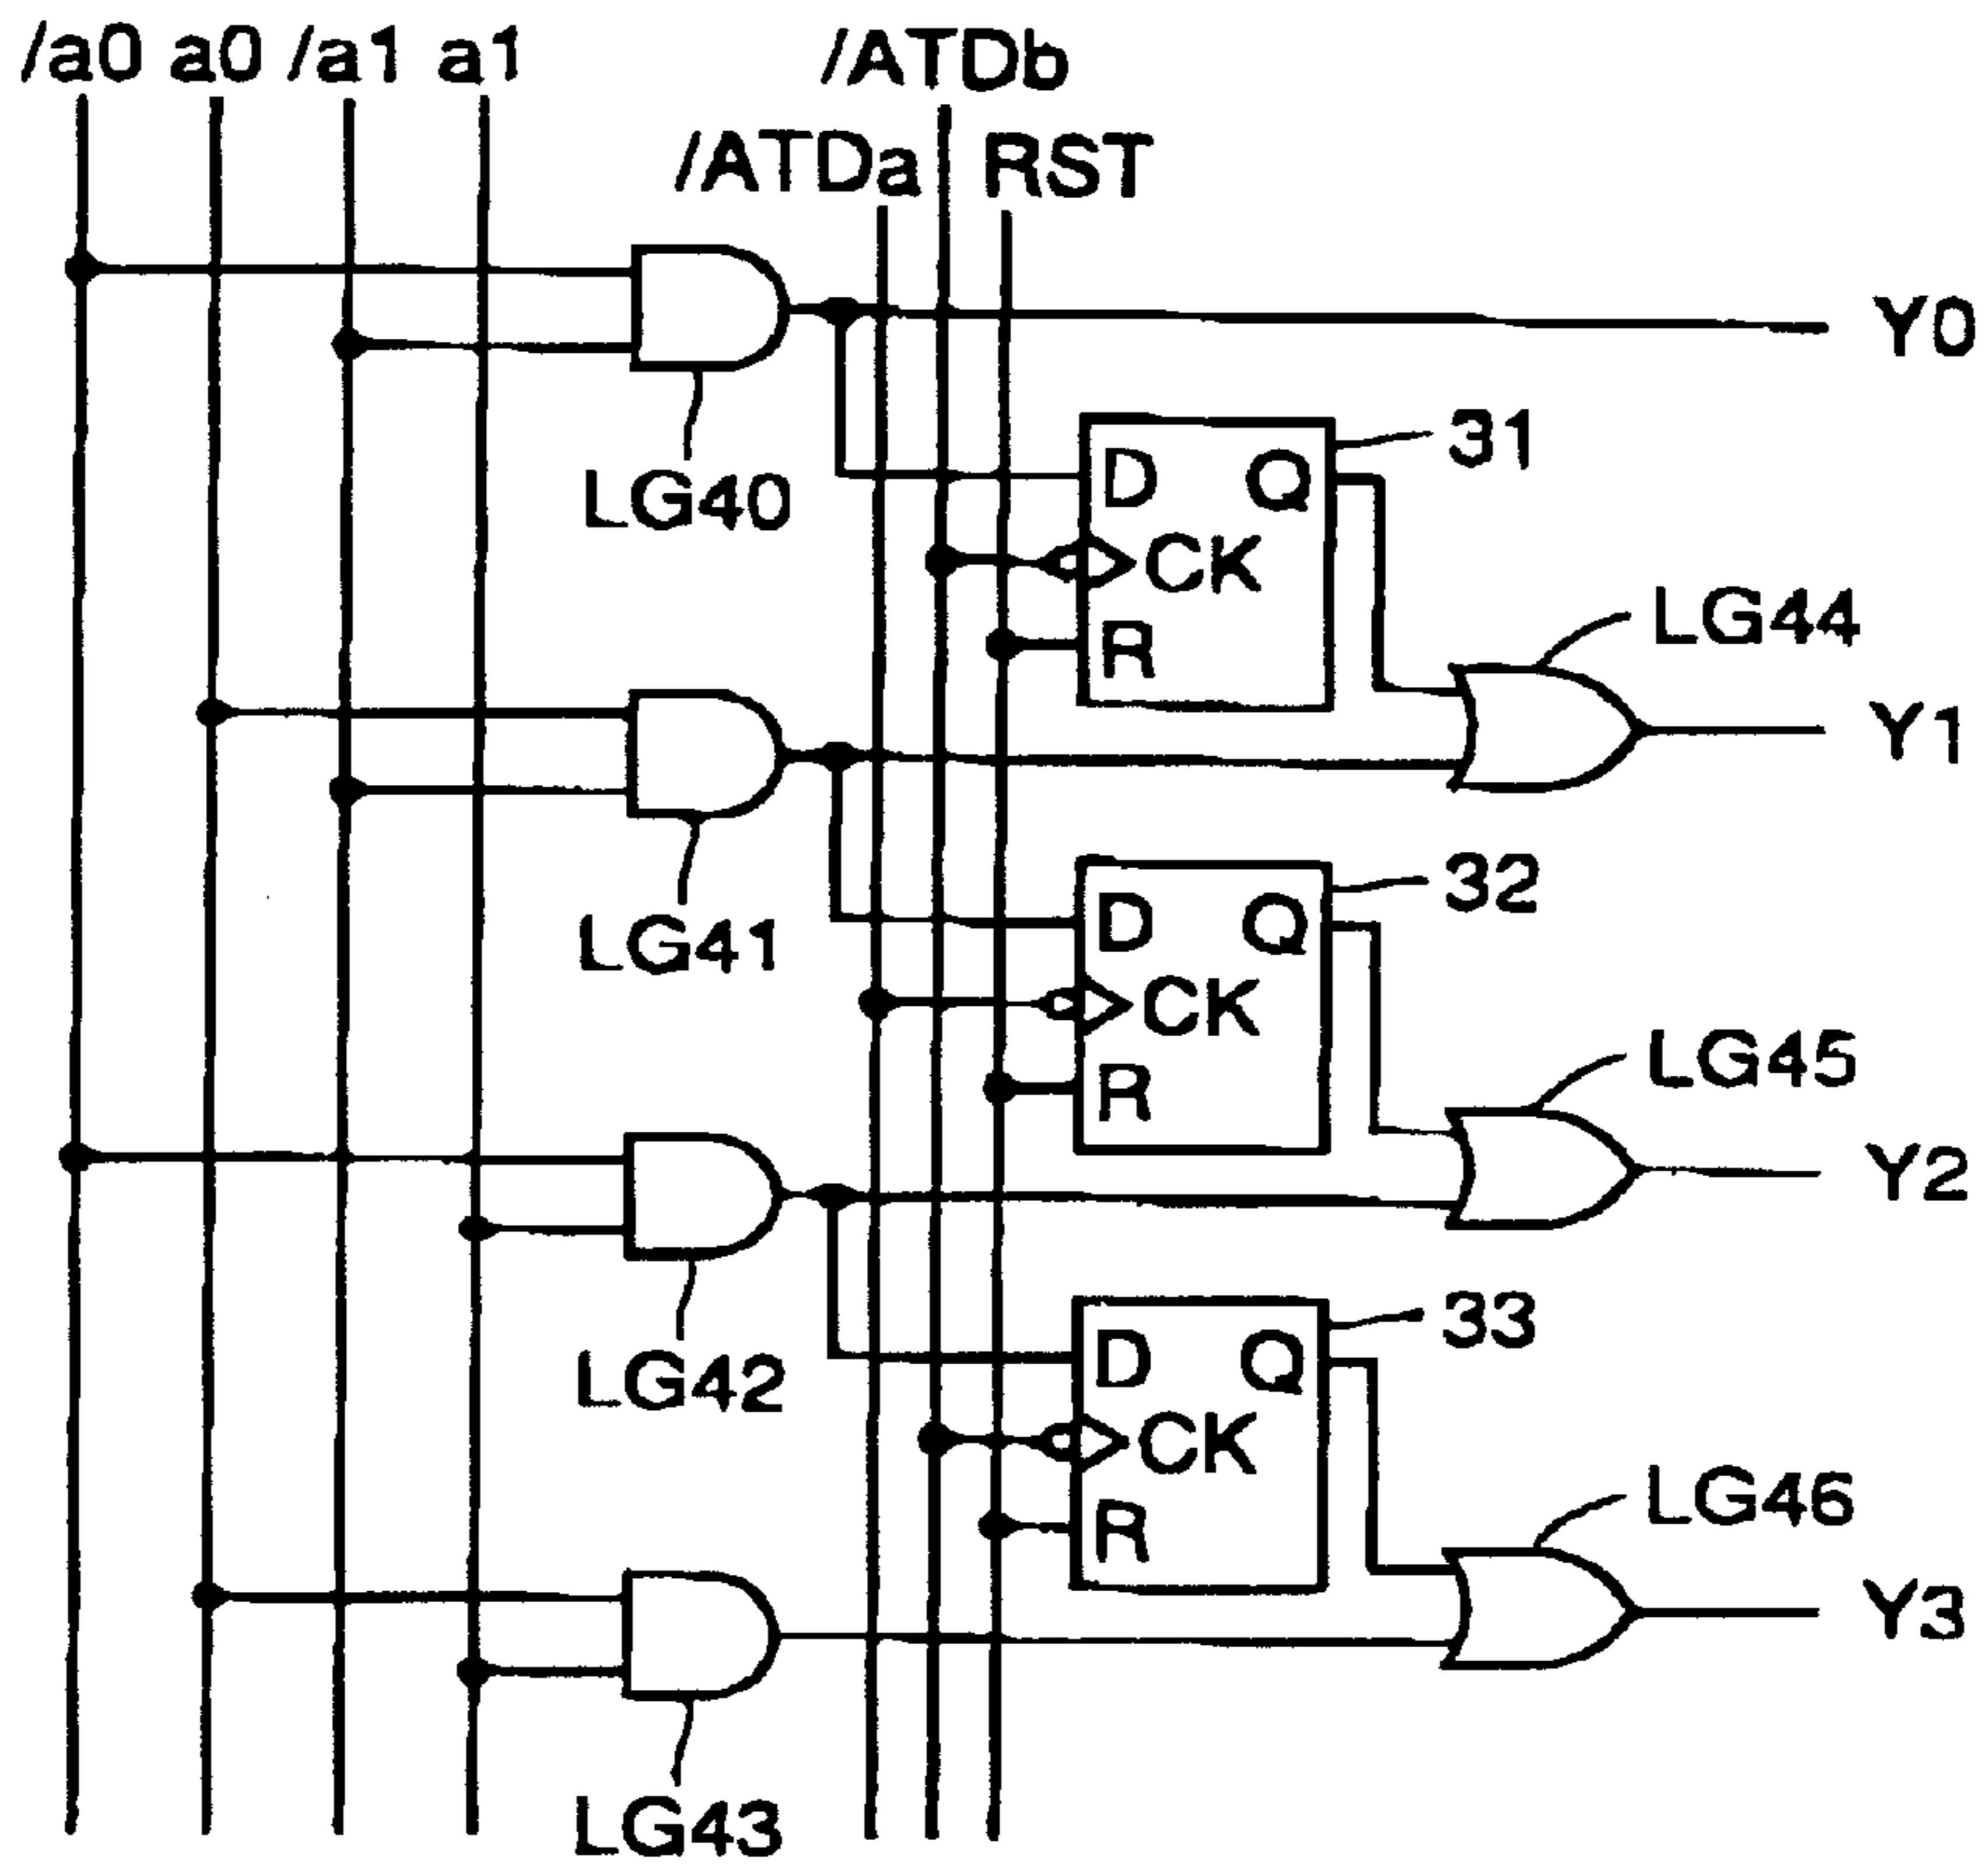 /a0 a0 /a1 a1 /ATDb
/ATDa RST
Y0
31
D Q
LG40
CK
LG44
R
Y1
32
LG41
D Q
CK
LG45
R
Y2
33
D Q
LG42
CK
LG46
R
Y3
LG43